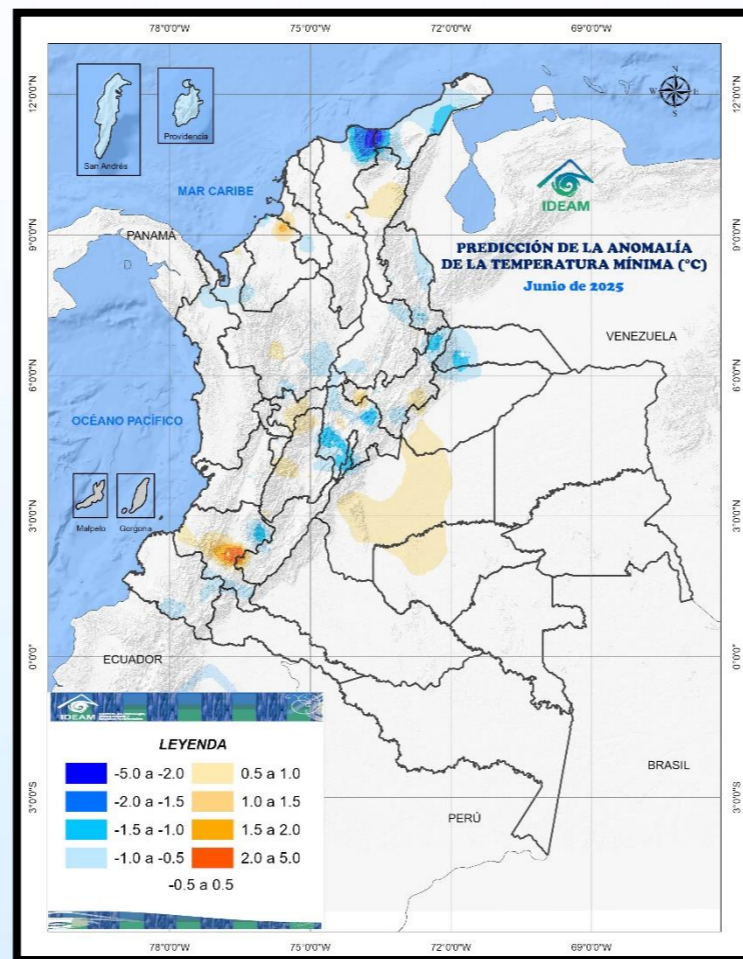 78°0'0"W 75°0'0"W 72°0'0"W 69°0'0"W
12°0'0"N
9°0'0"N
6°0'0"N
3°0'0"N
0°0'0"
3°0'0"S
San Andrés
Providencia
N
W E
S
MAR CARIBE
IDEAM
PANAMÁ
PREDICCIÓN DE LA ANOMALÍA
DE LA TEMPERATURA MÍNIMA (°C)
Junio de 2025
VENEZUELA
OCÉANO PACÍFICO
Malpelo
Gorgona
ECUADOR
BRASIL
PERÚ
IDEAM
LEYENDA
-5.0 a -2.0 0.5 a 1.0
-2.0 a -1.5 1.0 a 1.5
-1.5 a -1.0 1.5 a 2.0
-1.0 a -0.5 2.0 a 5.0
-0.5 a 0.5
12°0'0"N
9°0'0"N
6°0'0"N
3°0'0"N
0°0'0"
3°0'0"S
78°0'0"W 75°0'0"W 72°0'0"W 69°0'0"W